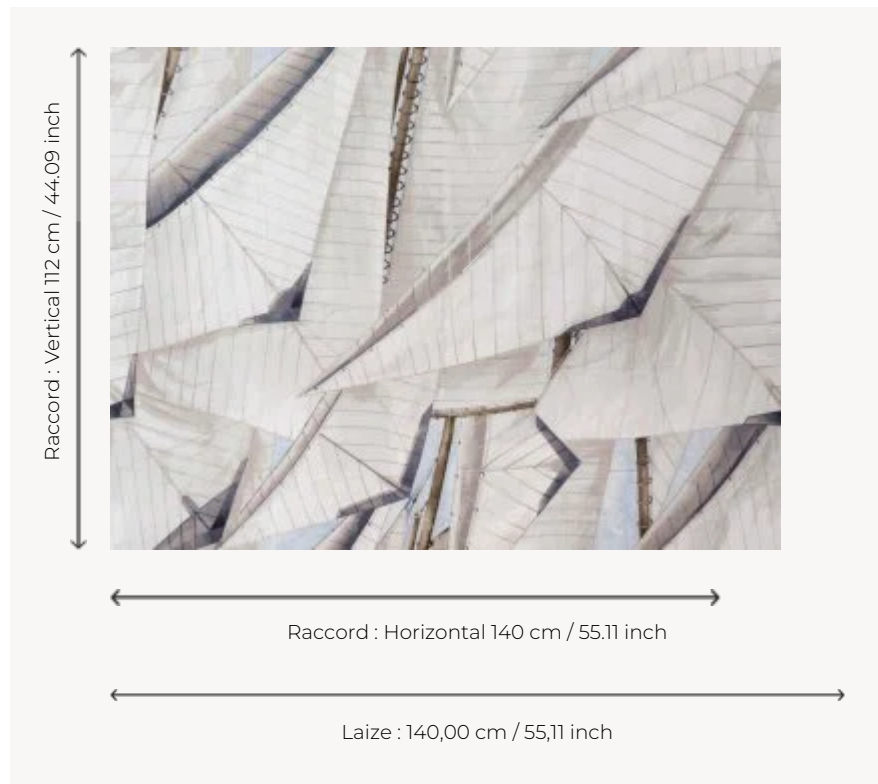 Raccord : Vertical 112 cm / 44.09 inch
Raccord : Horizontal 140 cm / 55.11 inch
Laize : 140,00 cm / 55,11 inch